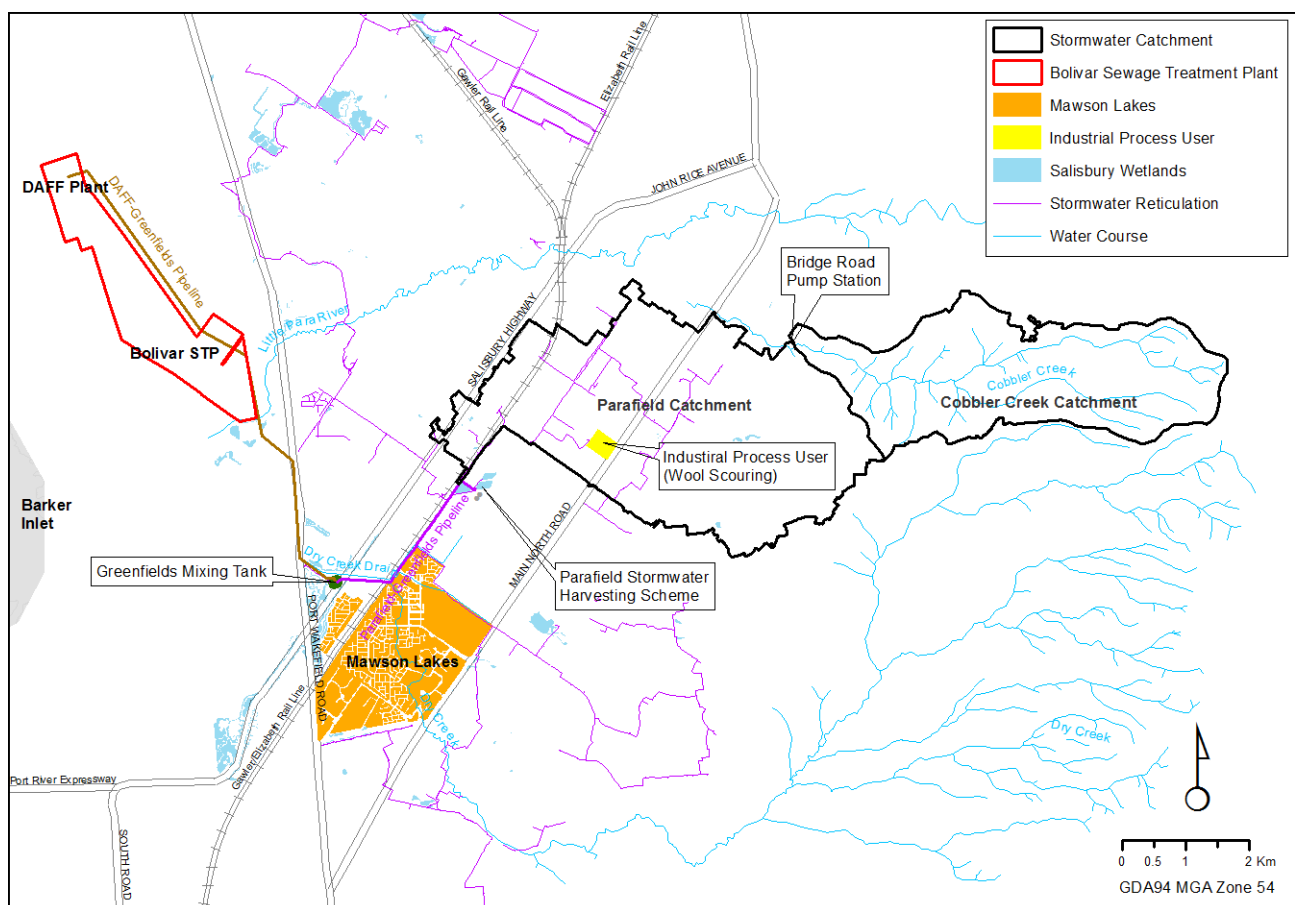 Stormwater Catchment
Bolivar Sewage Treatment Plant
Mawson Lakes
Industrial Process User
Salisbury Wetlands
Stormwater Reticulation
Water Course
Gawler Rail Line
Elizabeth Rail Line
JOHN RICE AVENUE
DAFF Plant
DAFF-Greenfields Pipeline
Bridge Road
Pump Station
Little Para River
Bolivar STP
SALISBURY HIGHWAY
Cobbler Creek
Parafield Catchment
Cobbler Creek Catchment
Industiral Process User
(Wool Scouring)
Barker
Inlet
Parafield-Greenfields Pipeline
MAIN NORTH ROAD
Dry Creek Drai
Greenfields Mixing Tank
Parafield Stormwater
Harvesting Scheme
PORT WAKEFIELD ROAD
Mawson Lakes
Gawler/Elizabeth Rail Line
Dry Creek
Dry Creek
Port River Expressway
SOUTH ROAD
0 0.5 1 2 Km
GDA94 MGA Zone 54